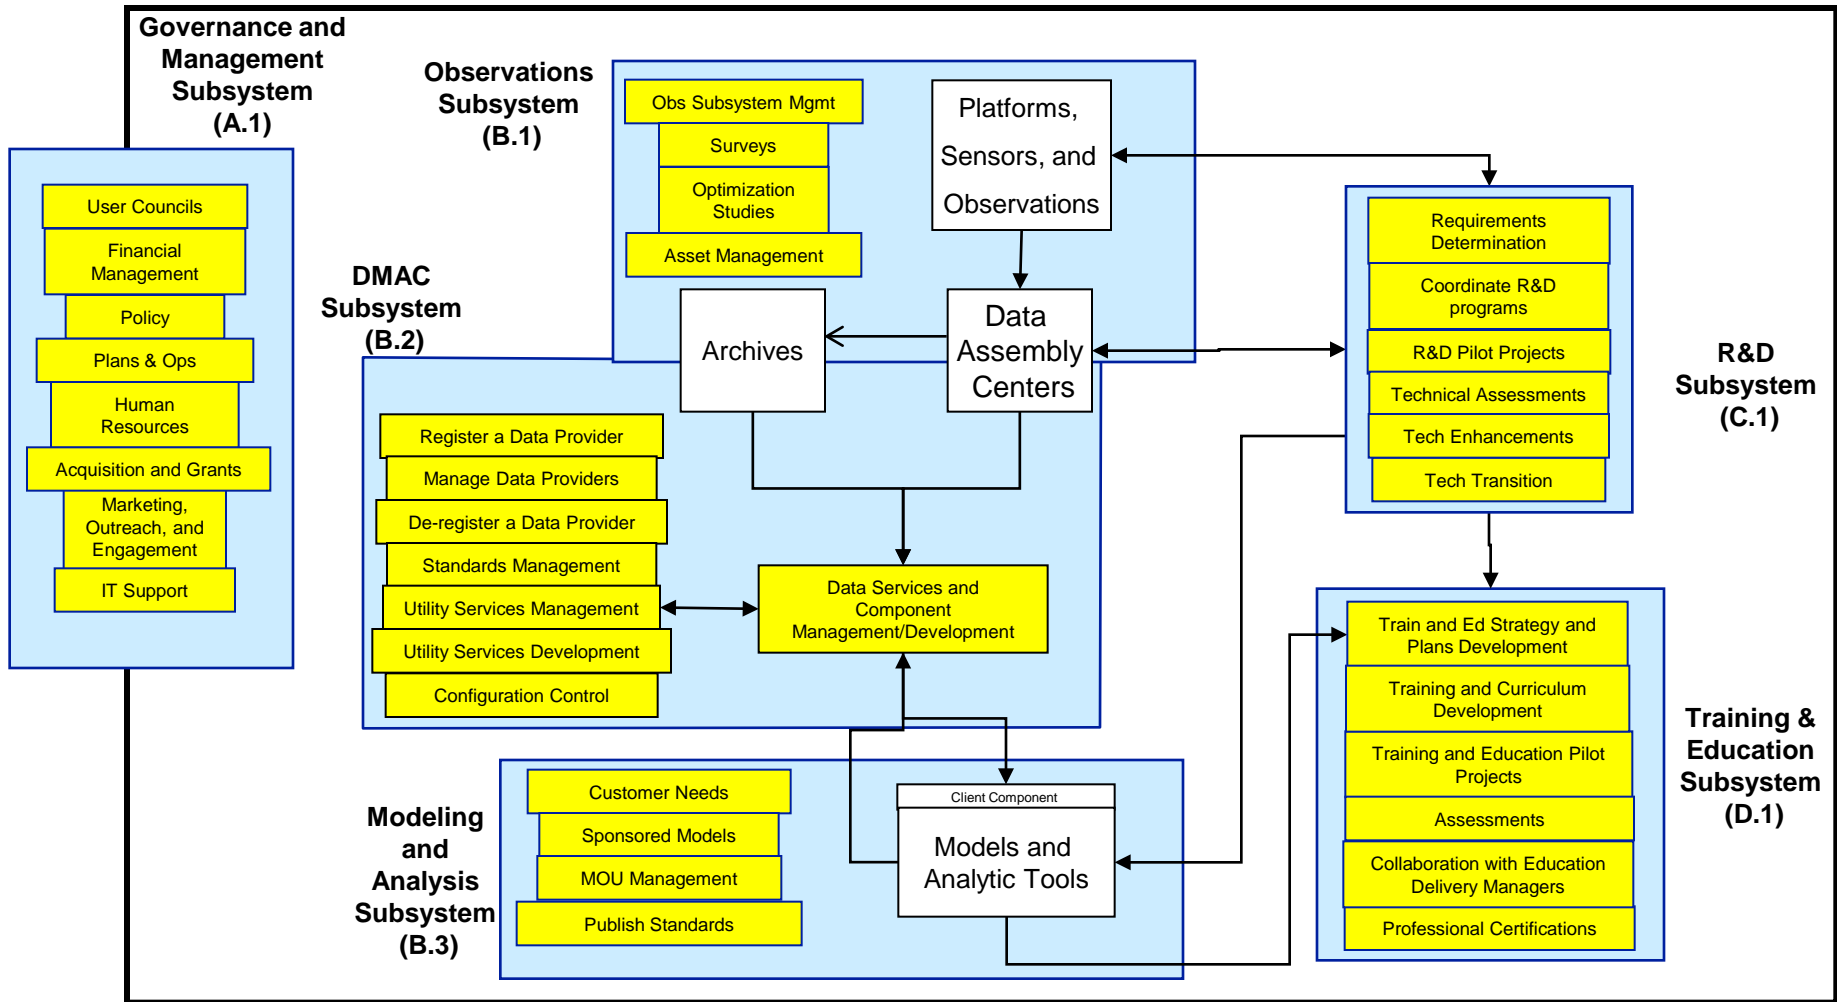 Governance and
Management
Subsystem
(A.1)
User Councils
Financial
Management
Policy
Plans & Ops
Human
Resources
Acquisition and Grants
Marketing,
Outreach, and
Engagement
IT Support
Observations
Subsystem
(B.1)
Obs Subsystem Mgmt
Surveys
Optimization
Studies
Asset Management
Platforms,
Sensors, and
Observations
Archives
Data
Assembly
Centers
DMAC
Subsystem
(B.2)
Register a Data Provider
Manage Data Providers
De-register a Data Provider
Standards Management
Utility Services Management
Utility Services Development
Configuration Control
Data Services and
Component
Management/Development
Modeling
and
Analysis
Subsystem
(B.3)
Customer Needs
Sponsored Models
MOU Management
Publish Standards
Client Component
Models and
Analytic Tools
Requirements
Determination
Coordinate R&D
programs
R&D Pilot Projects
Technical Assessments
Tech Enhancements
Tech Transition
R&D
Subsystem
(C.1)
Train and Ed Strategy and
Plans Development
Training and Curriculum
Development
Training and Education Pilot
Projects
Assessments
Collaboration with Education
Delivery Managers
Professional Certifications
Training &
Education
Subsystem
(D.1)